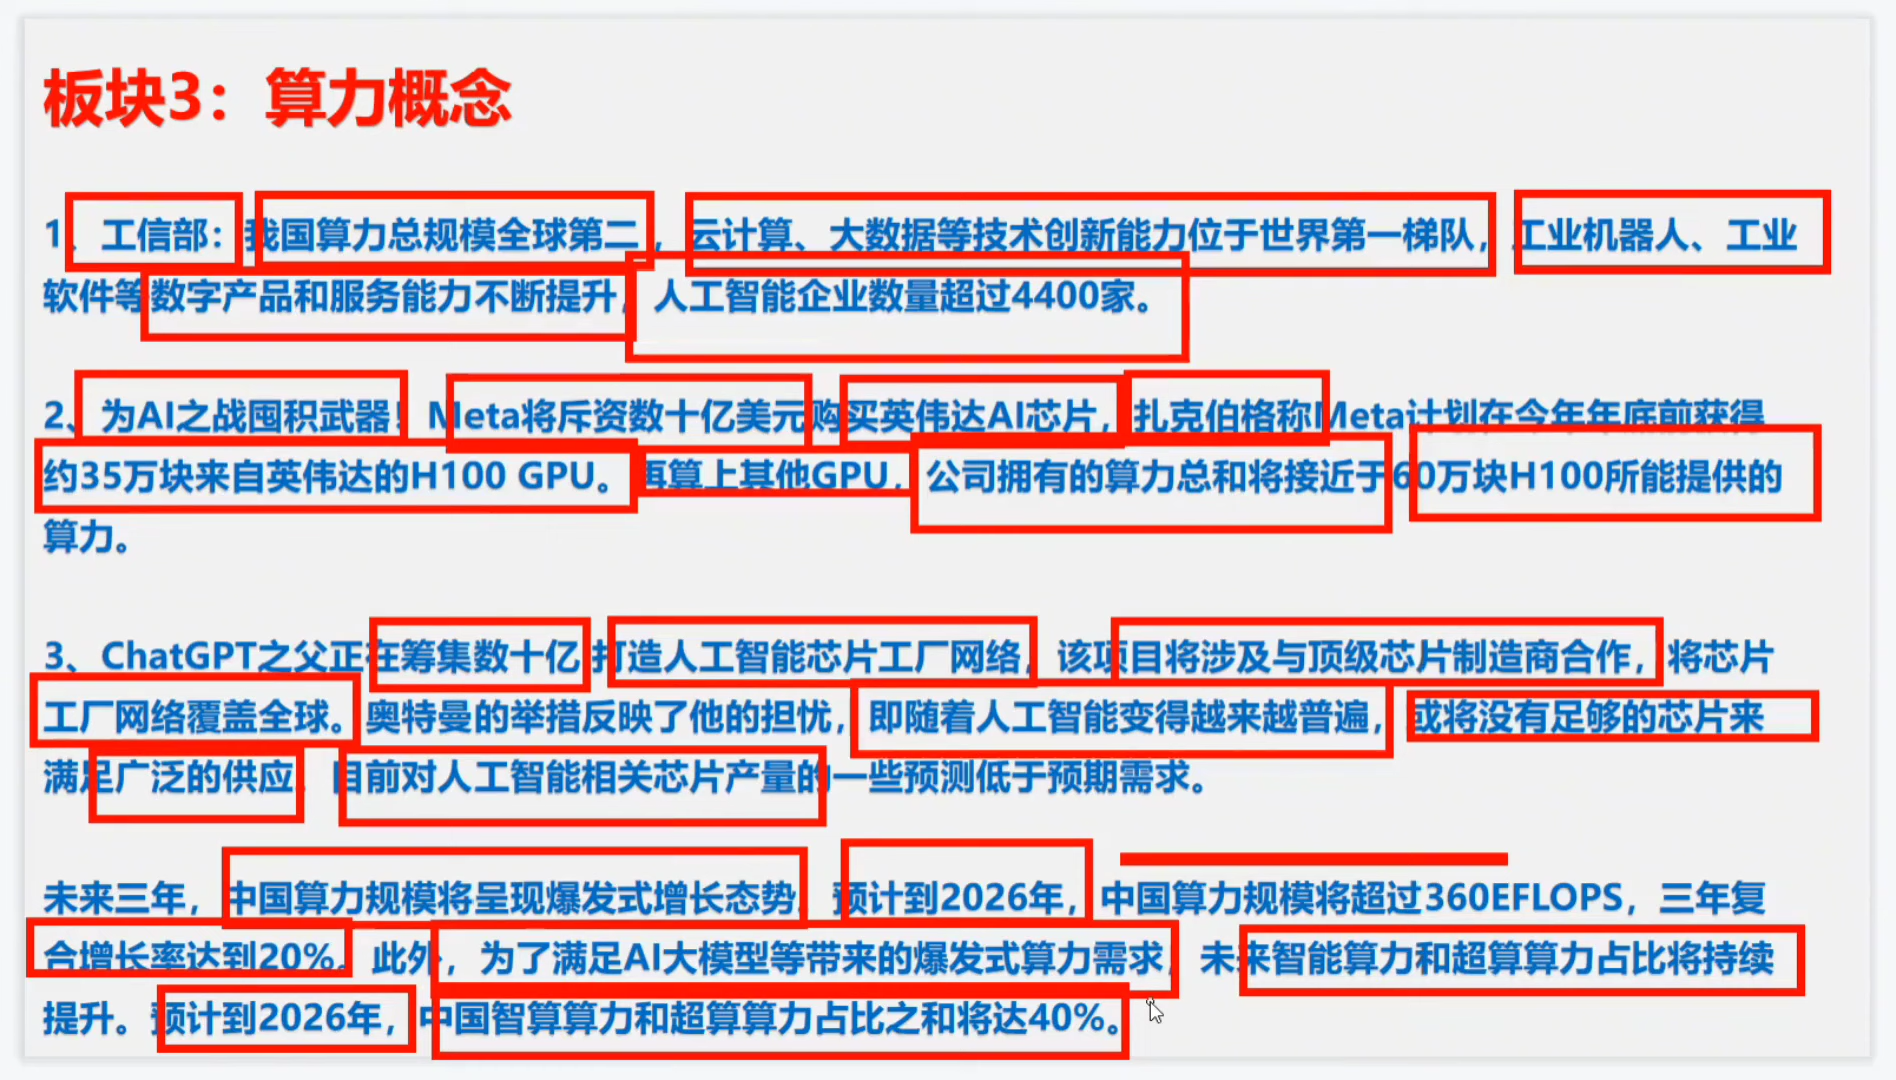 板块3：算力概念
1、工信部：我国算力总规模全球第二，云计算、大数据等技术创新能力位于世界第一梯队，工业机器人、工业
软件等数字产品和服务能力不断提升，人工智能企业数量超过4400家。
2、为AI之战囤积武器！Meta将斥资数十亿美元购买英伟达AI芯片，扎克伯格称Meta计划在今年年底前获得
约35万块来自英伟达的H100 GPU。再算上其他GPU，公司拥有的算力总和将接近于60万块H100所能提供的
算力。
3、ChatGPT之父正在筹集数十亿 打造人工智能芯片工厂网络，该项目将涉及与顶级芯片制造商合作，将芯片
工厂网络覆盖全球。奥特曼的举措反映了他的担忧，即随着人工智能变得越来越普遍，或将没有足够的芯片来
满足广泛的供应 目前对人工智能相关芯片产量的一些预测低于预期需求。
未来三年，中国算力规模将呈现爆发式增长态势 预计到2026年，中国算力规模将超过360EFLOPS，三年复
合增长率达到20%。此外，为了满足AI大模型等带来的爆发式算力需求，未来智能算力和超算算力占比将持续
提升。预计到2026年，中国智算算力和超算算力占比之和将达40%。